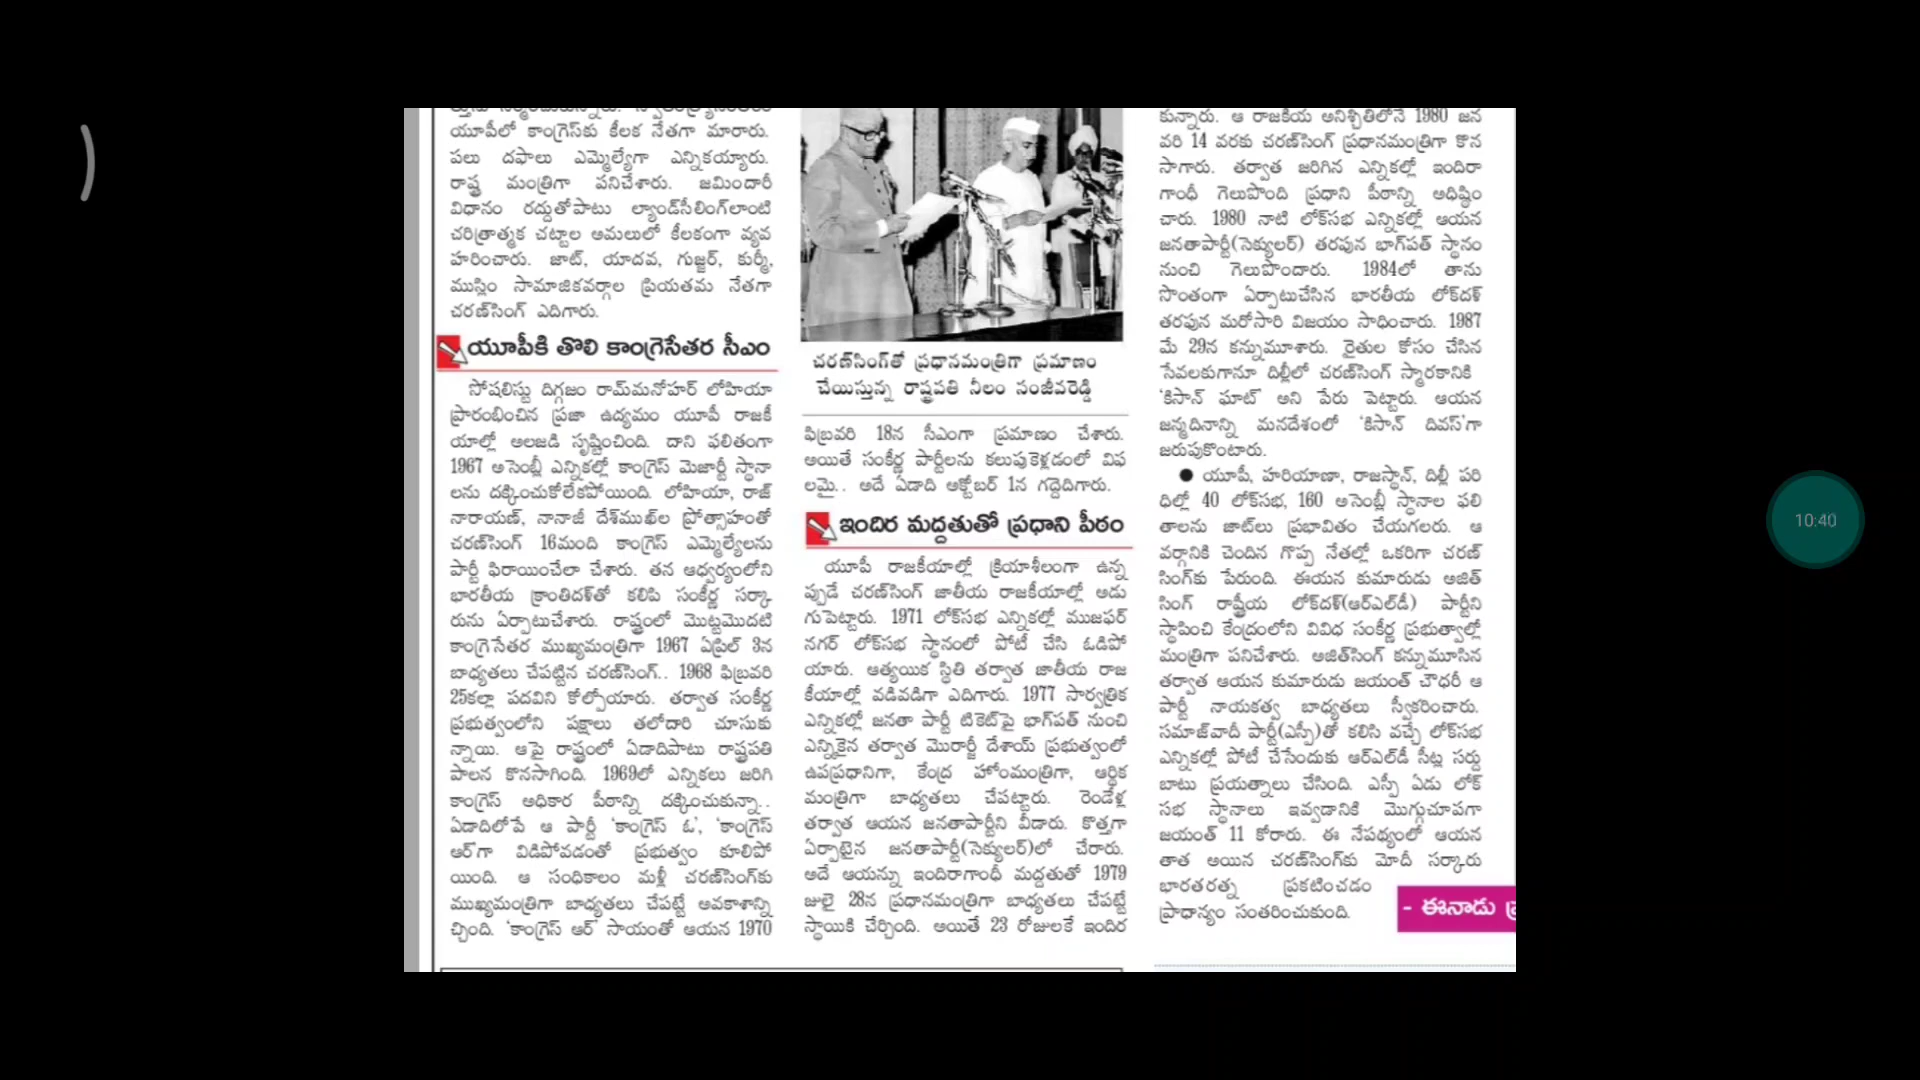 యూపీలో కాంగ్రెస్‌కు కీలక నేతగా మారారు.
పలు దఫాలు ఎమ్మెల్యేగా ఎన్నికయ్యారు.
రాష్ట్ర మంత్రిగా పనిచేశారు. జమిందారీ
విధానం రద్దుతోపాటు ల్యాండ్‌సీలింగ్‌లాంటి
చరిత్రాత్మక చట్టాల అమలులో కీలకంగా వ్యవ
హరించారు. జాట్, యాదవ, గుజ్జర్, కుర్మీ,
ముస్లిం సామాజికవర్గాల ప్రియతమ నేతగా
చరణ్‌సింగ్ ఎదిగారు.
యూపీకి తొలి కాంగ్రెసేతర సీఎం
సోషలిస్టు దిగ్గజం రామ్‌మనోహర్ లోహియా
ప్రారంభించిన ప్రజా ఉద్యమం యూపీ రాజకీ
యాల్లో అలజడి సృష్టించింది. దాని ఫలితంగా
1967 అసెంబ్లీ ఎన్నికల్లో కాంగ్రెస్ మెజార్టీ స్థానా
లను దక్కించుకోలేకపోయింది. లోహియా, రాజ్
నారాయణ్, నానాజీ దేశ్‌ముఖ్‌ల ప్రోత్సాహంతో
చరణ్‌సింగ్ 16మంది కాంగ్రెస్ ఎమ్మెల్యేలను
పార్టీ ఫిరాయించేలా చేశారు. తన ఆధ్వర్యంలోని
భారతీయ క్రాంతిదళ్‌తో కలిపి సంకీర్ణ సర్కా
రును ఏర్పాటుచేశారు. రాష్ట్రంలో మొట్టమొదటి
కాంగ్రెసేతర ముఖ్యమంత్రిగా 1967 ఏప్రిల్ 3న
బాధ్యతలు చేపట్టిన చరణ్‌సింగ్.. 1968 ఫిబ్రవరి
25కల్లా పదవిని కోల్పోయారు. తర్వాత సంకీర్ణ
ప్రభుత్వంలోని పక్షాలు తలోదారి చూసుకు
న్నాయి. ఆపై రాష్ట్రంలో ఏడాదిపాటు రాష్ట్రపతి
పాలన కొనసాగింది. 1969లో ఎన్నికలు జరిగి
కాంగ్రెస్ అధికార పీఠాన్ని దక్కించుకున్నా..
ఏడాదిలోపే ఆ పార్టీ ‘కాంగ్రెస్ ఓ’, ‘కాంగ్రెస్
ఆర్’గా విడిపోవడంతో ప్రభుత్వం కూలిపో
యింది. ఆ సంధికాలం మళ్లీ చరణ్‌సింగ్‌కు
ముఖ్యమంత్రిగా బాధ్యతలు చేపట్టే అవకాశాన్ని
చ్చింది. ‘కాంగ్రెస్ ఆర్’ సాయంతో ఆయన 1970
చరణ్‌సింగ్‌తో ప్రధానమంత్రిగా ప్రమాణం
చేయిస్తున్న రాష్ట్రపతి నీలం సంజీవరెడ్డి
ఫిబ్రవరి 18న సీఎంగా ప్రమాణం చేశారు.
అయితే సంకీర్ణ పార్టీలను కలుపుకెళ్లడంలో విఫ
లమై.. అదే ఏడాది అక్టోబర్ 1న గద్దెదిగారు.
ఇందిర మద్దతుతో ప్రధాని పీఠం
యూపీ రాజకీయాల్లో క్రియాశీలంగా ఉన్న
ప్పుడే చరణ్‌సింగ్ జాతీయ రాజకీయాల్లో అడు
గుపెట్టారు. 1971 లోక్‌సభ ఎన్నికల్లో ముజఫర్
నగర్ లోక్‌సభ స్థానంలో పోటీ చేసి ఓడిపో
యారు. ఆత్యయిక స్థితి తర్వాత జాతీయ రాజ
కీయాల్లో వడివడిగా ఎదిగారు. 1977 సార్వత్రిక
ఎన్నికల్లో జనతా పార్టీ టికెట్‌పై భాగ్‌పత్ నుంచి
ఎన్నికైన తర్వాత మొరార్జీ దేశాయ్ ప్రభుత్వంలో
ఉపప్రధానిగా, కేంద్ర హోంమంత్రిగా, ఆర్థిక
మంత్రిగా బాధ్యతలు చేపట్టారు. రెండేళ్ల
తర్వాత ఆయన జనతాపార్టీని వీడారు. కొత్తగా
ఏర్పాటైన జనతాపార్టీ(సెక్యులర్)లో చేరారు.
అదే ఆయన్ను ఇందిరాగాంధీ మద్దతుతో 1979
జులై 28న ప్రధానమంత్రిగా బాధ్యతలు చేపట్టే
స్థాయికి చేర్చింది. అయితే 23 రోజులకే ఇందిర
కున్నారు. ఆ రాజకీయ అనిశ్చితిలోనే 1980 జన
వరి 14 వరకు చరణ్‌సింగ్ ప్రధానమంత్రిగా కొన
సాగారు. తర్వాత జరిగిన ఎన్నికల్లో ఇందిరా
గాంధీ గెలుపొంది ప్రధాని పీఠాన్ని అధిష్ఠిం
చారు. 1980 నాటి లోక్‌సభ ఎన్నికల్లో ఆయన
జనతాపార్టీ(సెక్యులర్) తరఫున భాగ్‌పత్ స్థానం
నుంచి గెలుపొందారు. 1984లో తాను
సొంతంగా ఏర్పాటుచేసిన భారతీయ లోక్‌దళ్
తరఫున మరోసారి విజయం సాధించారు. 1987
మే 29న కన్నుమూశారు. రైతుల కోసం చేసిన
సేవలకుగానూ దిల్లీలో చరణ్‌సింగ్ స్మారకానికి
‘కిసాన్ ఘాట్’ అని పేరు పెట్టారు. ఆయన
జన్మదినాన్ని మనదేశంలో ‘కిసాన్ దివస్’గా
జరుపుకొంటారు.
● యూపీ, హరియాణా, రాజస్థాన్, దిల్లీ పరి
ధిల్లో 40 లోక్‌సభ, 160 అసెంబ్లీ స్థానాల ఫలి
తాలను జాట్‌లు ప్రభావితం చేయగలరు. ఆ
వర్గానికి చెందిన గొప్ప నేతల్లో ఒకరిగా చరణ్
సింగ్‌కు పేరుంది. ఈయన కుమారుడు అజిత్
సింగ్ రాష్ట్రీయ లోక్‌దళ్(ఆర్ఎల్‌డీ) పార్టీని
స్థాపించి కేంద్రంలోని వివిధ సంకీర్ణ ప్రభుత్వాల్లో
మంత్రిగా పనిచేశారు. అజిత్‌సింగ్ కన్నుమూసిన
తర్వాత ఆయన కుమారుడు జయంత్ చౌధరీ ఆ
పార్టీ నాయకత్వ బాధ్యతలు స్వీకరించారు.
సమాజ్‌వాదీ పార్టీ(ఎస్పీ)తో కలిసి వచ్చే లోక్‌సభ
ఎన్నికల్లో పోటీ చేసేందుకు ఆర్ఎల్‌డీ సీట్ల సర్దు
బాటు ప్రయత్నాలు చేసింది. ఎస్పీ ఏడు లోక్
సభ స్థానాలు ఇవ్వడానికి మొగ్గుచూపగా
జయంత్ 11 కోరారు. ఈ నేపథ్యంలో ఆయన
తాత అయిన చరణ్‌సింగ్‌కు మోదీ సర్కారు
భారతరత్న ప్రకటించడం
ప్రాధాన్యం సంతరించుకుంది.
- ఈనాడు
10:40